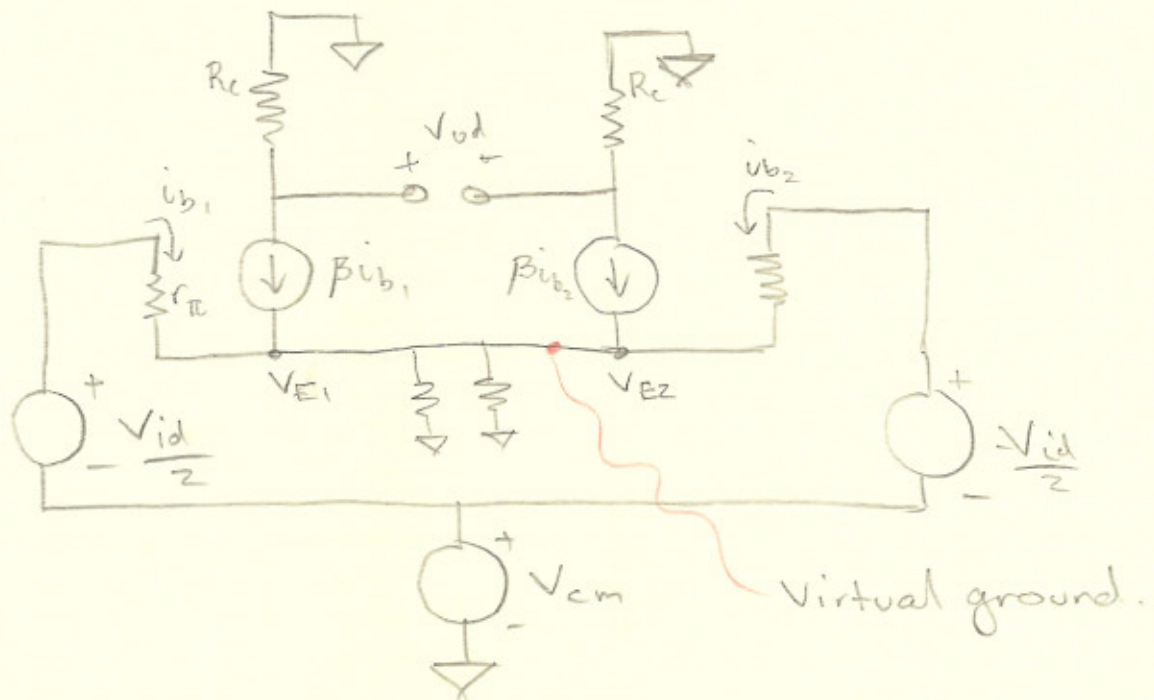 Rc
Rc
Vod
+ -
ib1
ib2
rπ
βib1
βib2
VE1
VE2
+
Vid/2
-
+
-Vid/2
-
+
Vcm
-
Virtual ground.